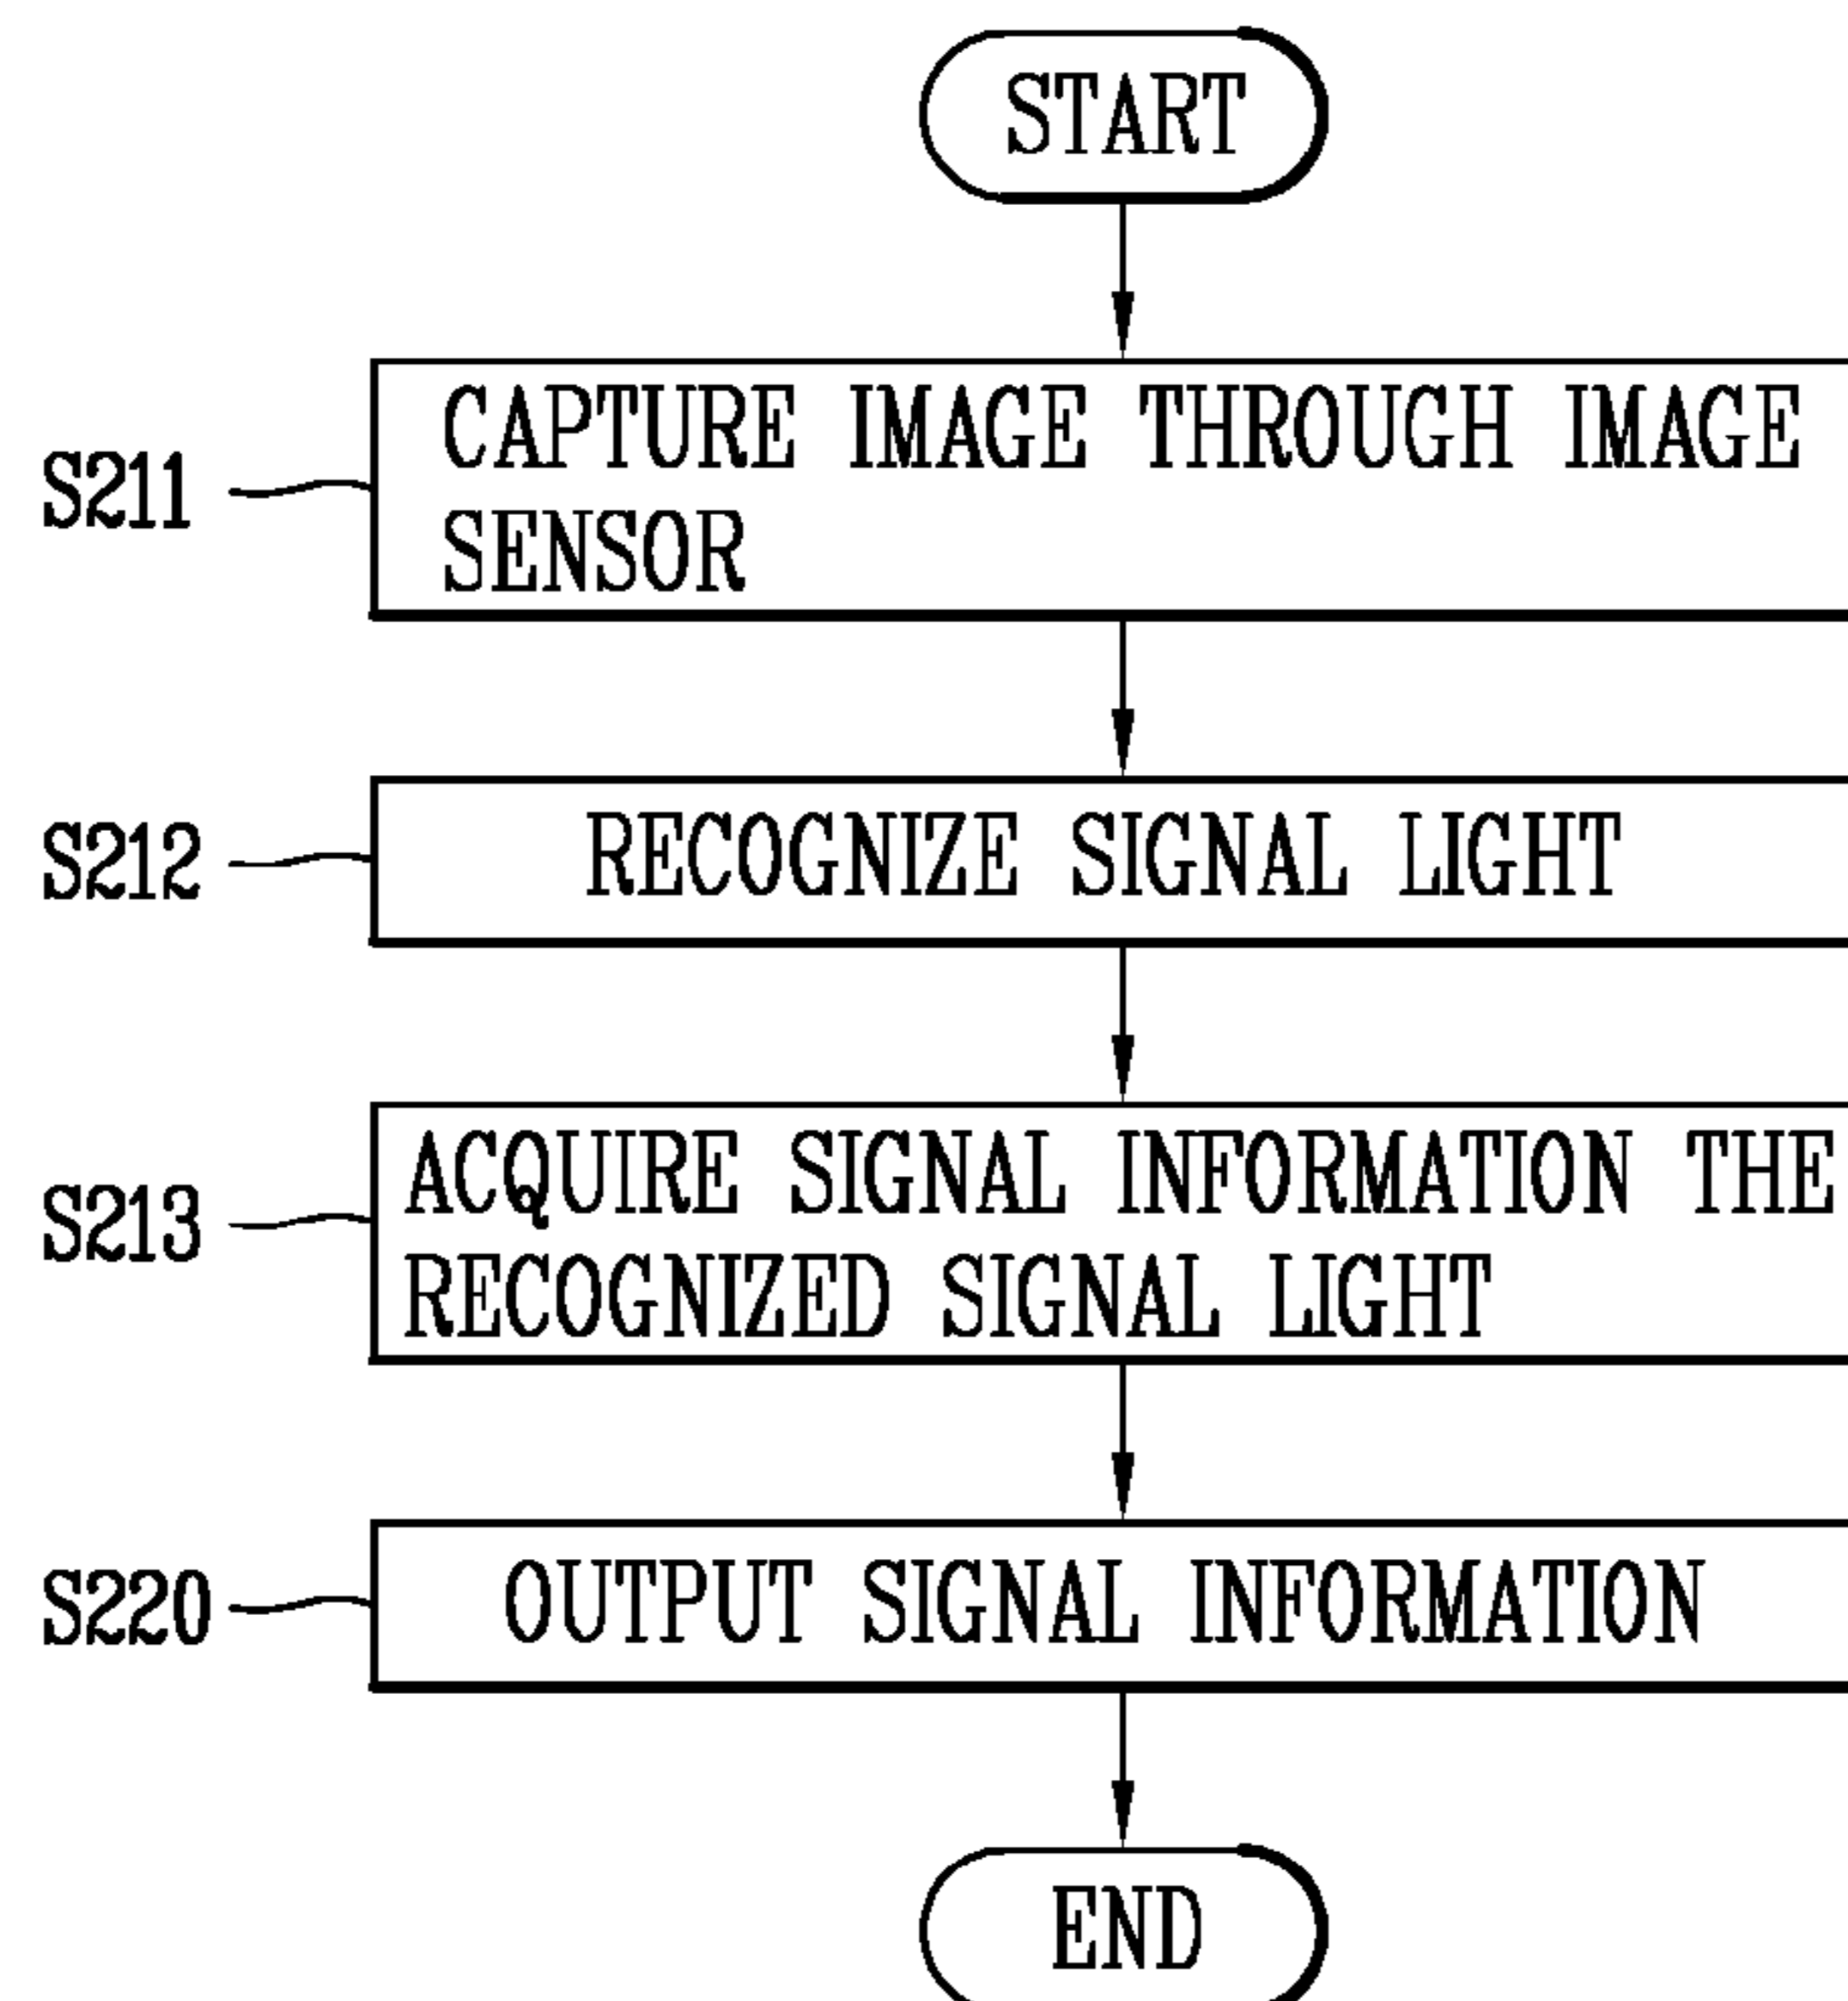 START
S211
CAPTURE IMAGE THROUGH IMAGE
SENSOR
S212
RECOGNIZE SIGNAL LIGHT
S213
ACQUIRE SIGNAL INFORMATION THE
RECOGNIZED SIGNAL LIGHT
S220
OUTPUT SIGNAL INFORMATION
END